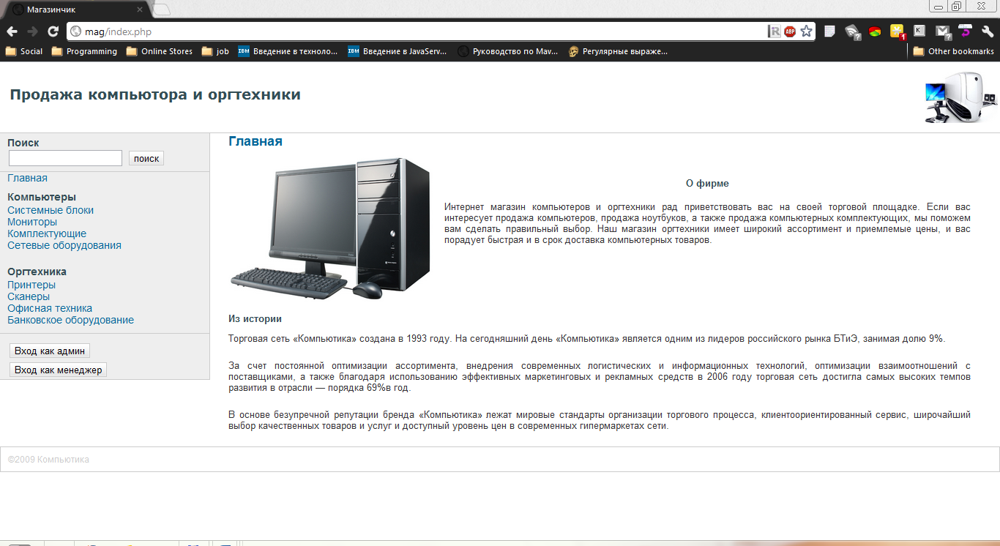 Магазинчик
mag/index.php
Social Programming Online Stores job Введение в техноло... Введение в JavaServ... Руководство по Mav... Регулярные выраже... Other bookmarks
Продажа компьютора и оргтехники
Поиск
поиск
Главная
Компьютеры
Системные блоки
Мониторы
Комплектующие
Сетевые оборудования
Оргтехника
Принтеры
Сканеры
Офисная техника
Банковское оборудование
Вход как админ
Вход как менеджер
Главная
О фирме
Интернет магазин компьютеров и оргтехники рад приветствовать вас на своей торговой площадке. Если вас
интересует продажа компьютеров, продажа ноутбуков, а также продажа компьютерных комплектующих, мы поможем
вам сделать правильный выбор. Наш магазин оргтехники имеет широкий ассортимент и приемлемые цены, и вас
порадует быстрая и в срок доставка компьютерных товаров.
Из истории
Торговая сеть «Компьютика» создана в 1993 году. На сегодняшний день «Компьютика» является одним из лидеров российского рынка БТиЭ, занимая долю 9%.
За счет постоянной оптимизации ассортимента, внедрения современных логистических и информационных технологий, оптимизации взаимоотношений с
поставщиками, а также благодаря использованию эффективных маркетинговых и рекламных средств в 2006 году торговая сеть достигла самых высоких темпов
развития в отрасли — порядка 69%в год.
В основе безупречной репутации бренда «Компьютика» лежат мировые стандарты организации торгового процесса, клиентоориентированный сервис, широчайший
выбор качественных товаров и услуг и доступный уровень цен в современных гипермаркетах сети.
©2009 Компьютика